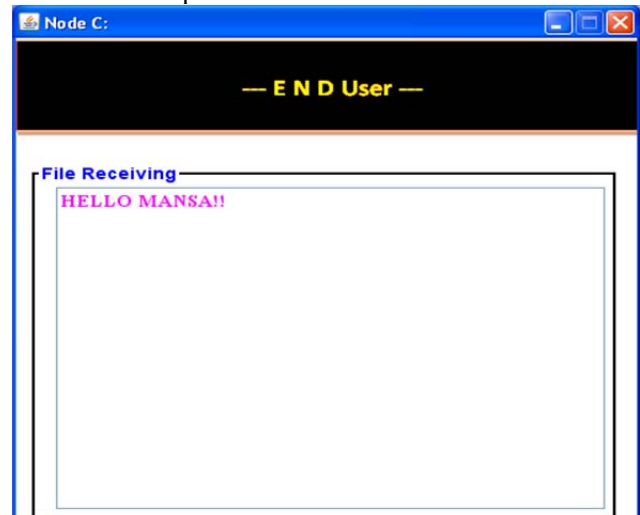 Node C:
--- E N D User ---
File Receiving
HELLO MANSA!!